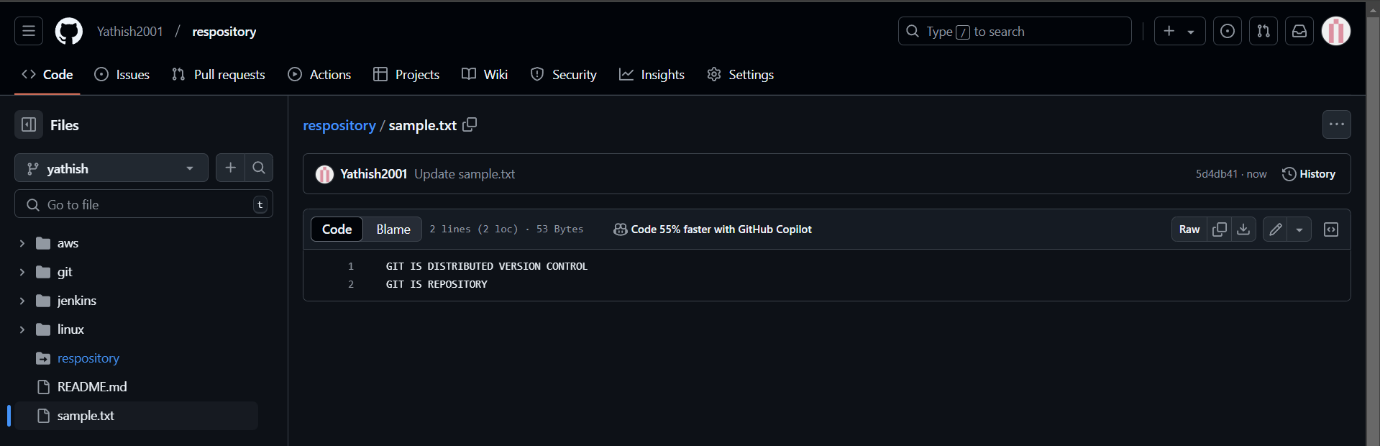 Yathish2001 / respository
Type / to search
Code Issues Pull requests Actions Projects Wiki Security Insights Settings
Files
yathish
Go to file t
aws
git
jenkins
linux
respository
README.md
sample.txt
respository / sample.txt
Yathish2001 Update sample.txt 5d4db41 · now History
Code Blame 2 lines (2 loc) · 53 Bytes Code 55% faster with GitHub Copilot Raw
1 GIT IS DISTRIBUTED VERSION CONTROL
2 GIT IS REPOSITORY